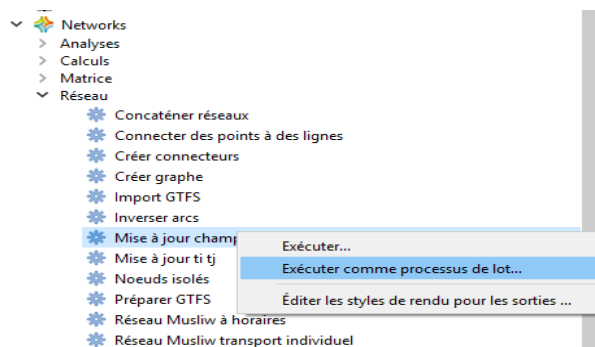 Networks
Analyses
Calculs
Matrice
Réseau
Concaténer réseaux
Connecter des points à des lignes
Créer connecteurs
Créer graphe
Import GTFS
Inverser arcs
Mise à jour champ
Exécuter...
Mise à jour ti tj
Exécuter comme processus de lot...
Noeuds isolés
Préparer GTFS
Éditer les styles de rendu pour les sorties ...
Réseau Musliw à horaires
Réseau Musliw transport individuel